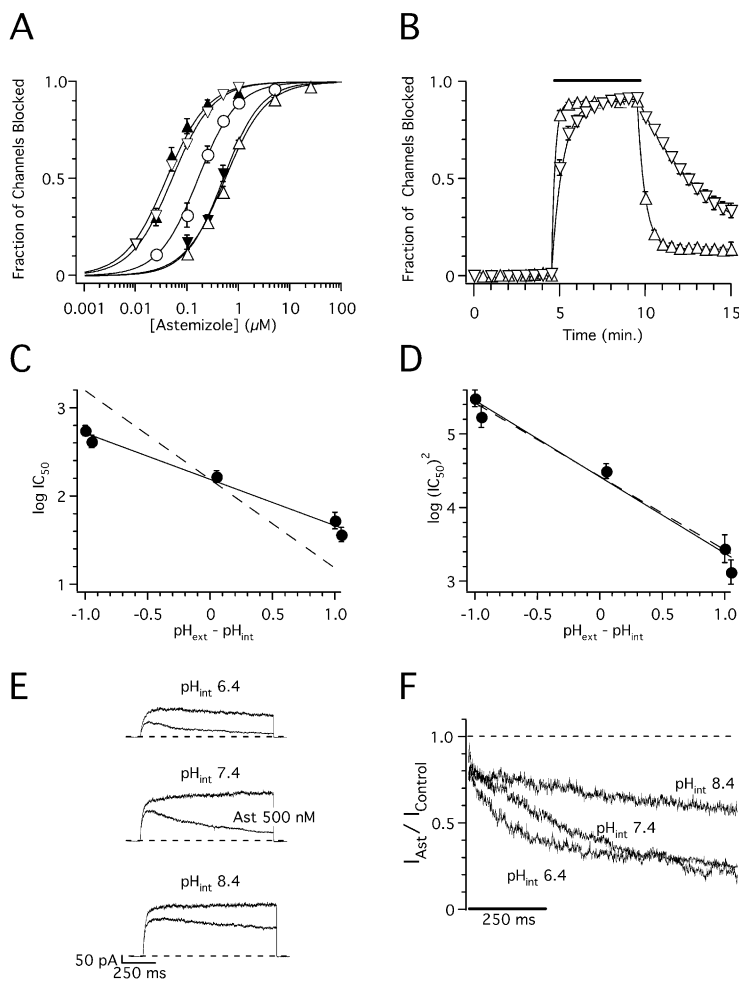 A
Fraction of Channels Blocked
1.0
0.5
0
0.001
0.01
0.1
1
10
100
[Astemizole] (µM)
B
Fraction of Channels Blocked
1.0
0.5
0
0
5
10
15
Time (min.)
C
log IC50
3
2
1
-1.0
-0.5
0
0.5
1.0
pHext - pHint
D
log (IC50)2
5
4
3
-1.0
-0.5
0
0.5
1.0
pHext - pHint
E
pHint 6.4
pHint 7.4
Ast 500 nM
pHint 8.4
50 pA
250 ms
F
IAst / IControl
1.0
0.5
0
pHint 8.4
pHint 7.4
pHint 6.4
250 ms